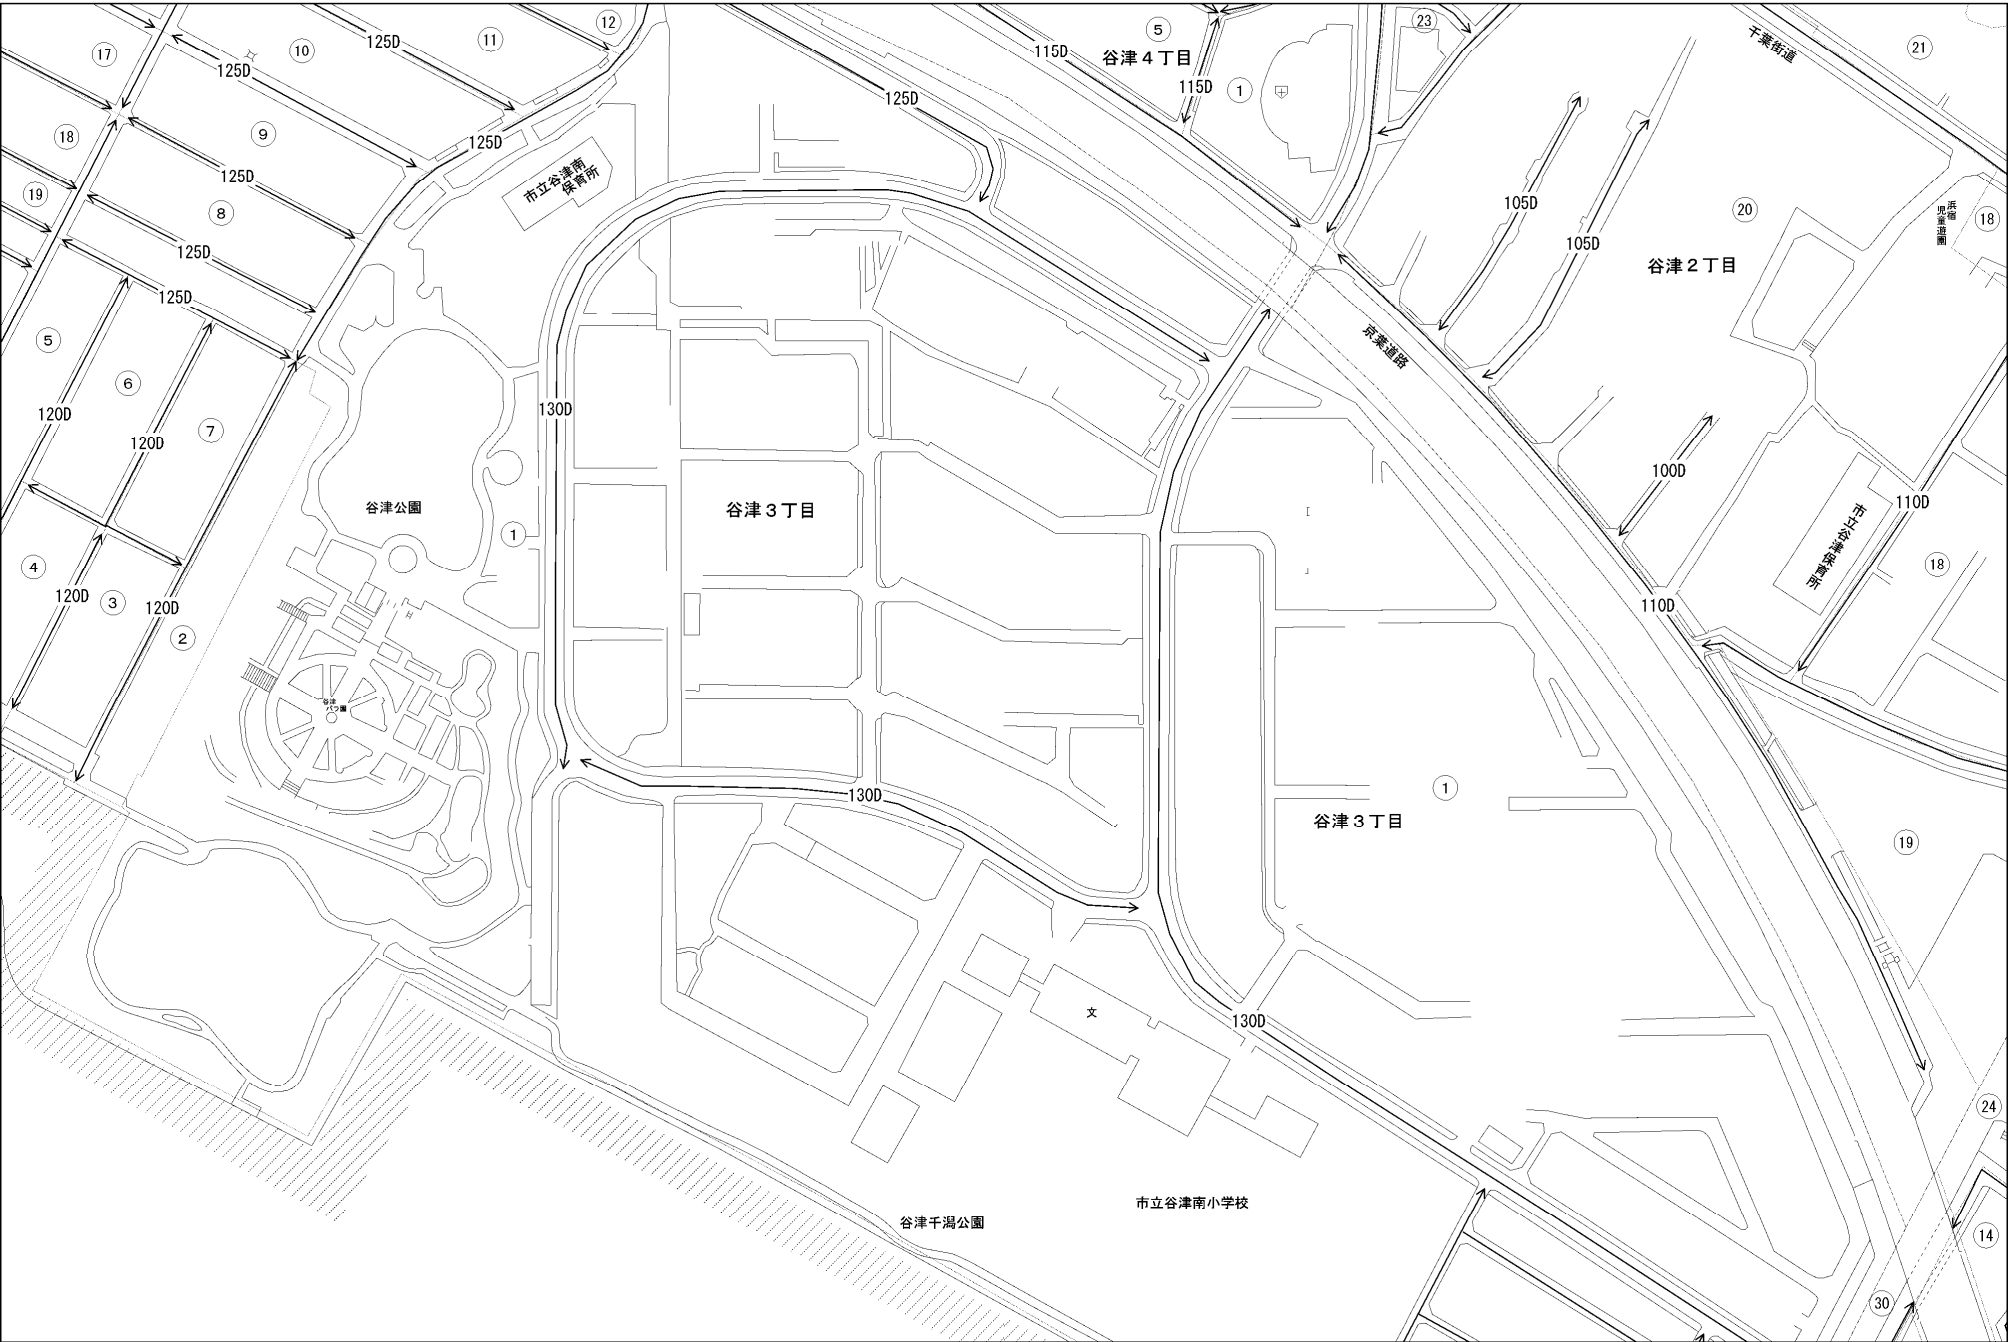 ⑫
⑪
⑩
⑰
125D
125D
⑤
谷津４丁目
115D
115D
①
㉓
千葉街道
㉑
125D
⑱
⑨
125D
市立谷津南
保育所
⑲
⑧
125D
125D
105D
105D
⑳
浜宿
児童遊園
⑱
谷津２丁目
125D
125D
⑤
⑥
⑦
120D
120D
130D
京葉道路
100D
110D
市立谷津保育所
⑱
谷津公園
①
谷津３丁目
④
③
②
120D
120D
110D
谷津
バラ園
130D
①
谷津３丁目
⑲
文
130D
㉔
市立谷津南小学校
谷津干潟公園
⑭
㉚